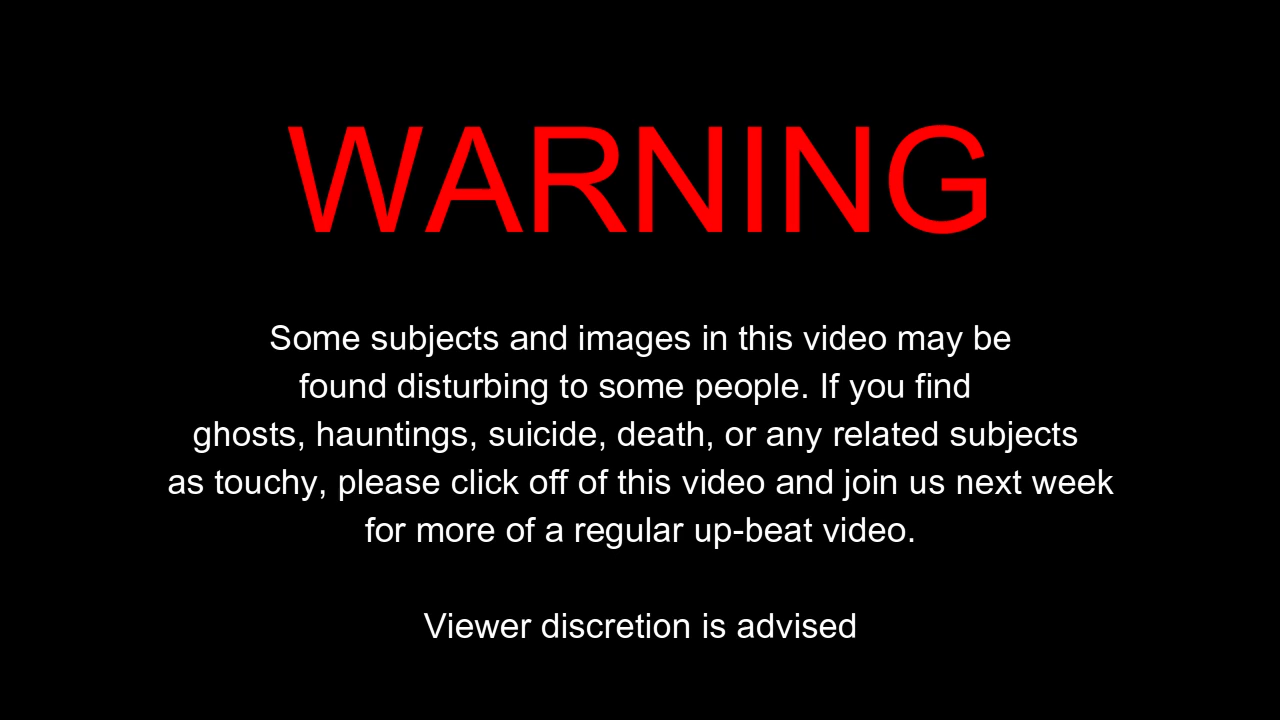 WARNING
Some subjects and images in this video may be
found disturbing to some people. If you find
ghosts, hauntings, suicide, death, or any related subjects
as touchy, please click off of this video and join us next week
for more of a regular up-beat video.
Viewer discretion is advised